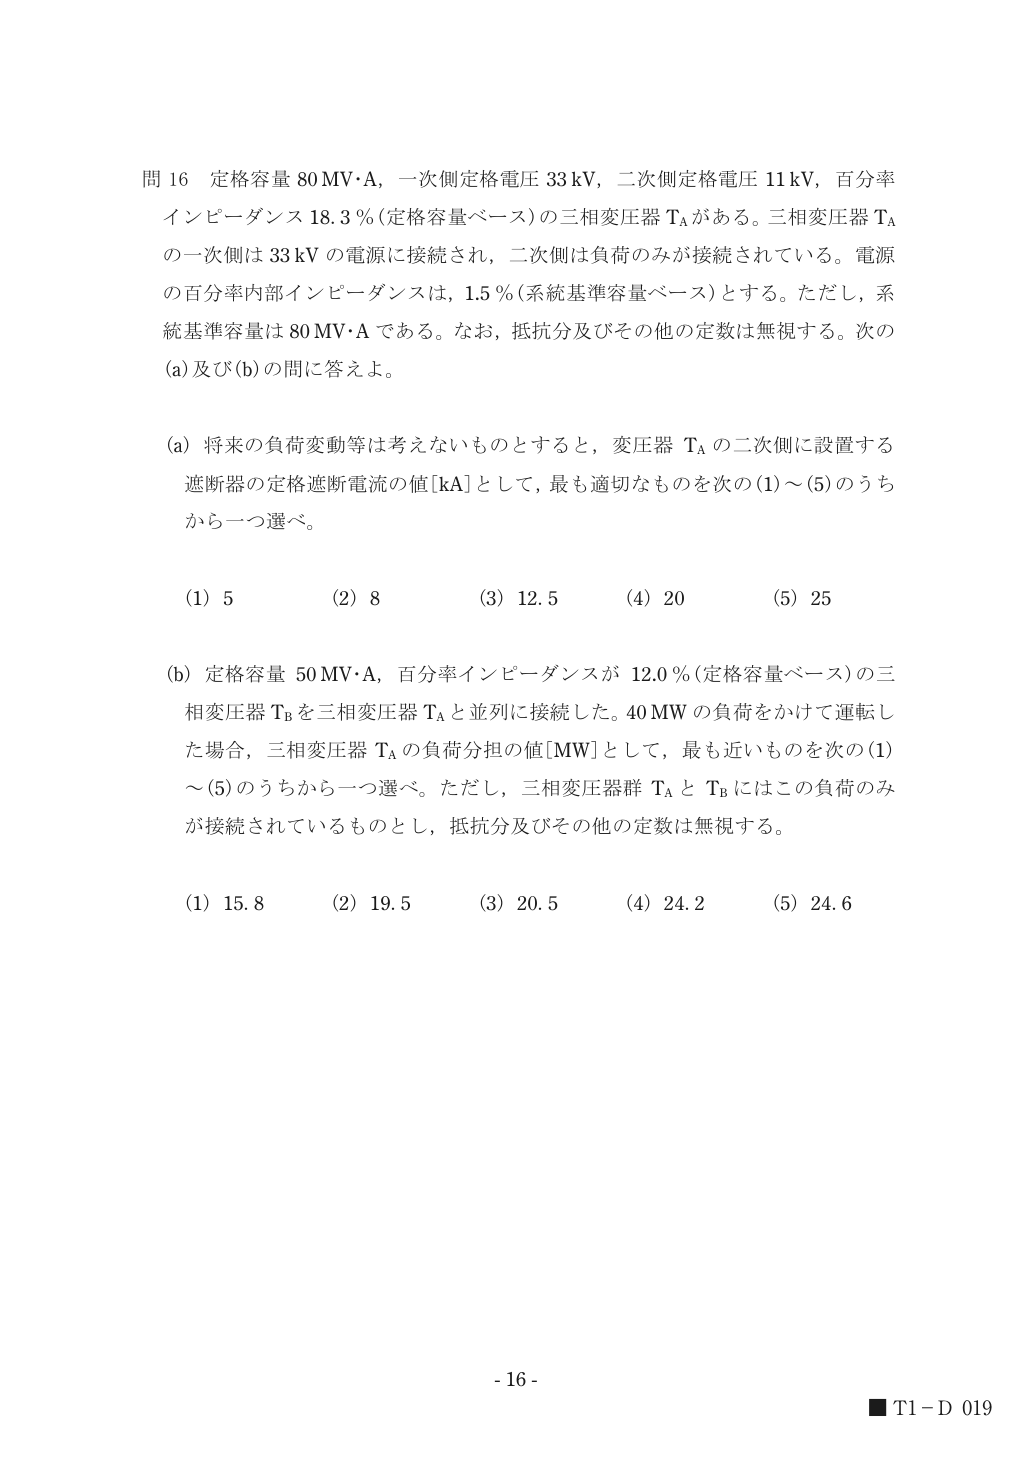 問 16　定格容量 80 MV･A，一次側定格電圧 33 kV，二次側定格電圧 11 kV，百分率
インピーダンス 18.3 %（定格容量ベース）の三相変圧器 TAがある。三相変圧器 TA
の一次側は 33 kV の電源に接続され，二次側は負荷のみが接続されている。電源
の百分率内部インピーダンスは，1.5 %（系統基準容量ベース）とする。ただし，系
統基準容量は 80 MV･A である。なお，抵抗分及びその他の定数は無視する。次の
(a)及び(b)の問に答えよ。
(a) 将来の負荷変動等は考えないものとすると，変圧器 TA の二次側に設置する
遮断器の定格遮断電流の値[kA]として，最も適切なものを次の(1)～(5)のうち
から一つ選べ。
(1) 5　(2) 8　(3) 12.5　(4) 20　(5) 25
(b) 定格容量 50 MV･A，百分率インピーダンスが 12.0 %（定格容量ベース）の三
相変圧器 TBを三相変圧器 TAと並列に接続した。40 MW の負荷をかけて運転し
た場合，三相変圧器 TA の負荷分担の値[MW]として，最も近いものを次の(1)
～(5)のうちから一つ選べ。ただし，三相変圧器群 TA と TB にはこの負荷のみ
が接続されているものとし，抵抗分及びその他の定数は無視する。
(1) 15.8　(2) 19.5　(3) 20.5　(4) 24.2　(5) 24.6
- 16 -
■ T1－D 019